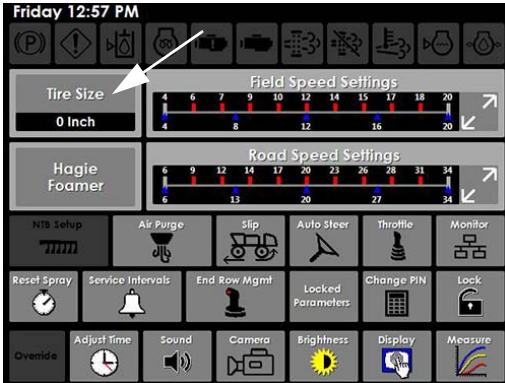 Friday 12:57 PM
(P)
Tire Size
0 Inch
Field Speed Settings
4 6 7 9 10 12 14 15 17 18 20
4 8 12 16 20
Hagie
Foamer
Road Speed Settings
6 9 12 14 17 20 23 26 28 31 34
6 13 20 27 34
NTB Setup
Air Purge
Slip
Auto Steer
Throttle
Monitor
Reset Spray
Service Intervals
End Row Mgmt
Locked
Parameters
Change PIN
Lock
Override
Adjust Time
Sound
Camera
Brightness
Display
Measure